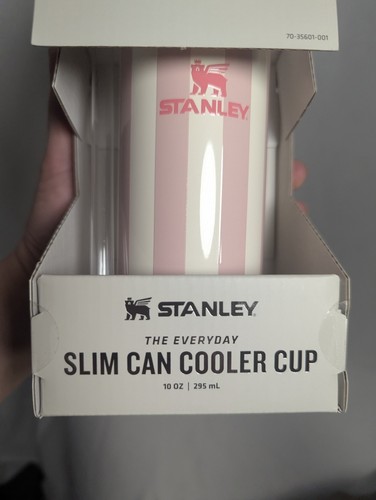 70-35601-001
STANLEY
STANLEY
THE EVERYDAY
SLIM CAN COOLER CUP
10 OZ | 295 mL